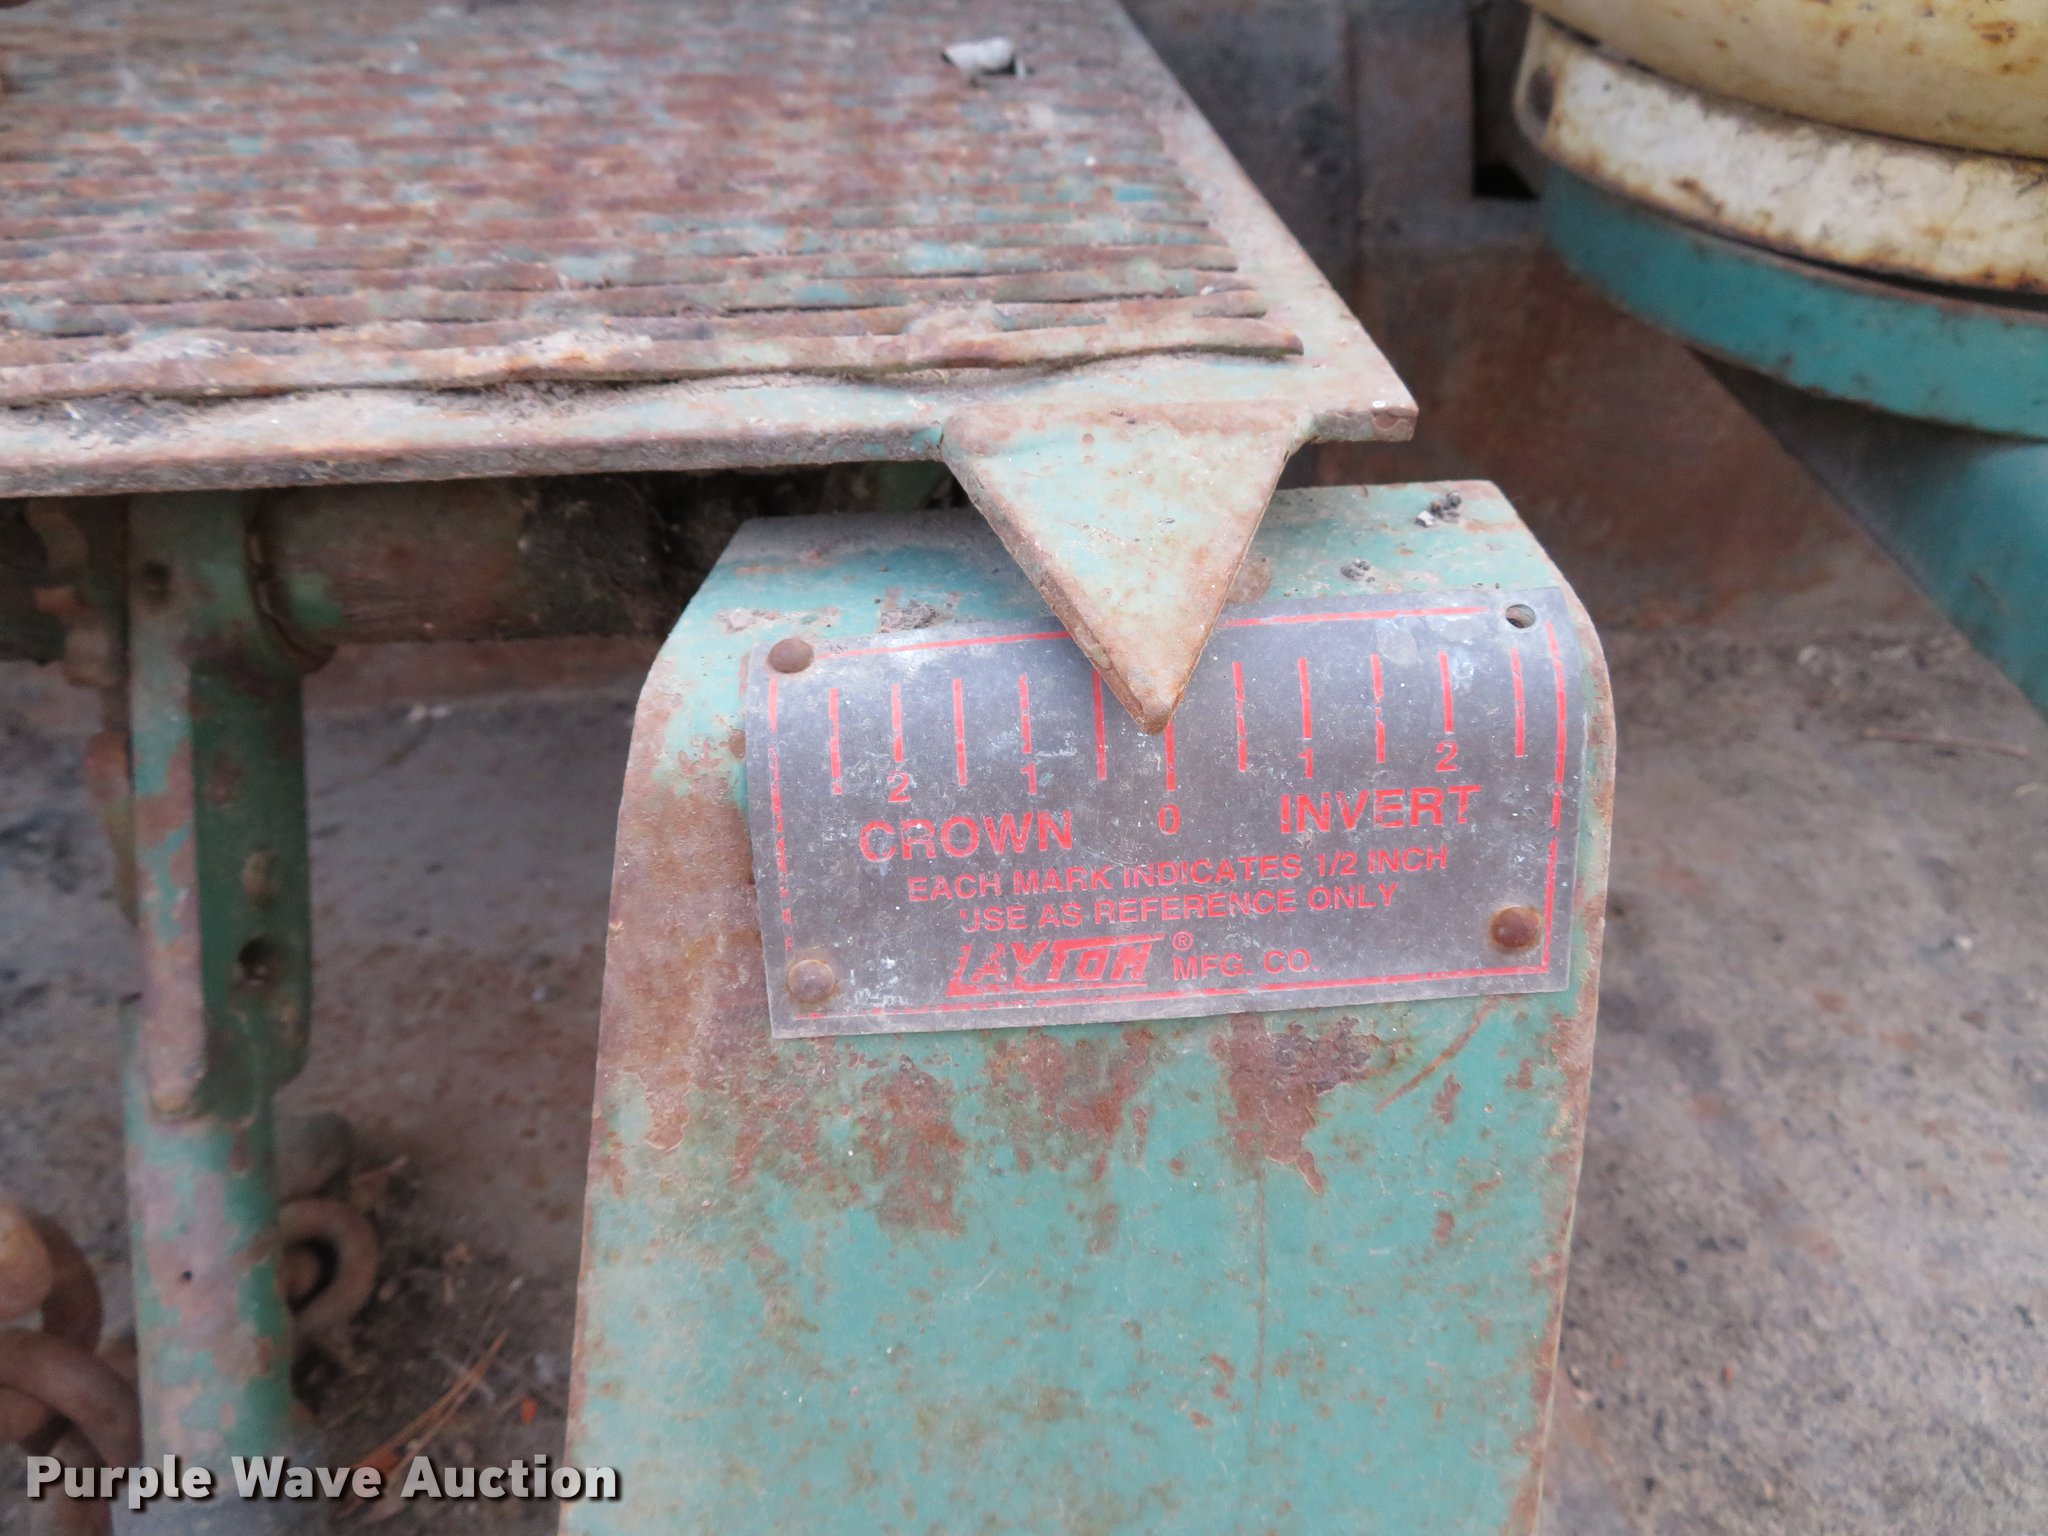 2 1 1 2
CROWN 0 INVERT
EACH MARK INDICATES 1/2 INCH
USE AS REFERENCE ONLY
LAYTON ® MFG. CO.
Purple Wave Auction